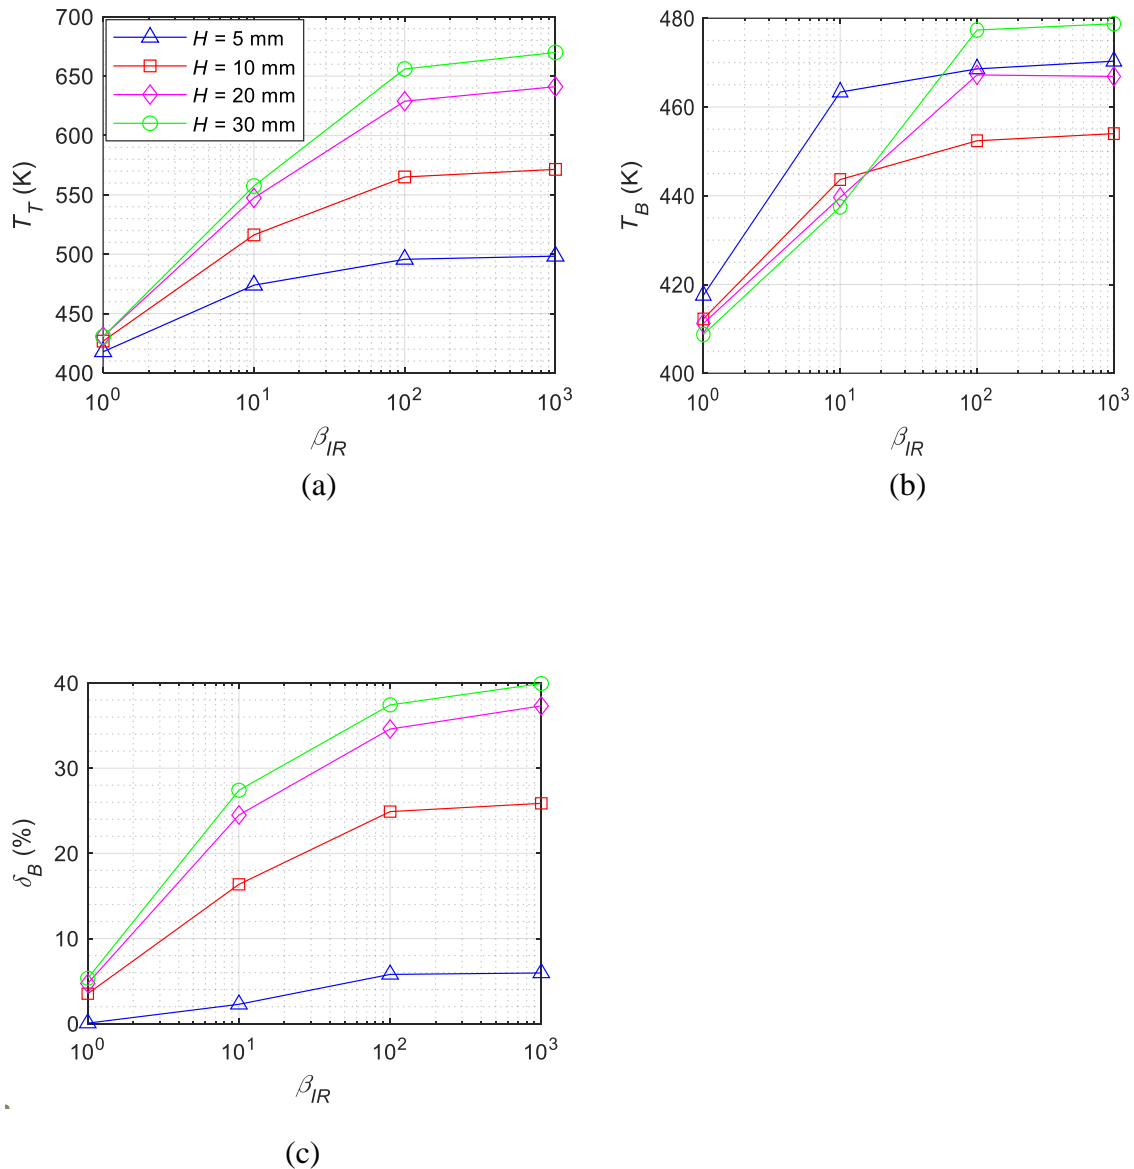 700
650
600
550
500
450
400
T_T (K)
H = 5 mm
H = 10 mm
H = 20 mm
H = 30 mm
10^0 10^1 10^2 10^3
β_IR
(a)
480
460
440
420
400
T_B (K)
10^0 10^1 10^2 10^3
β_IR
(b)
40
30
20
10
0
δ_B (%)
10^0 10^1 10^2 10^3
β_IR
(c)